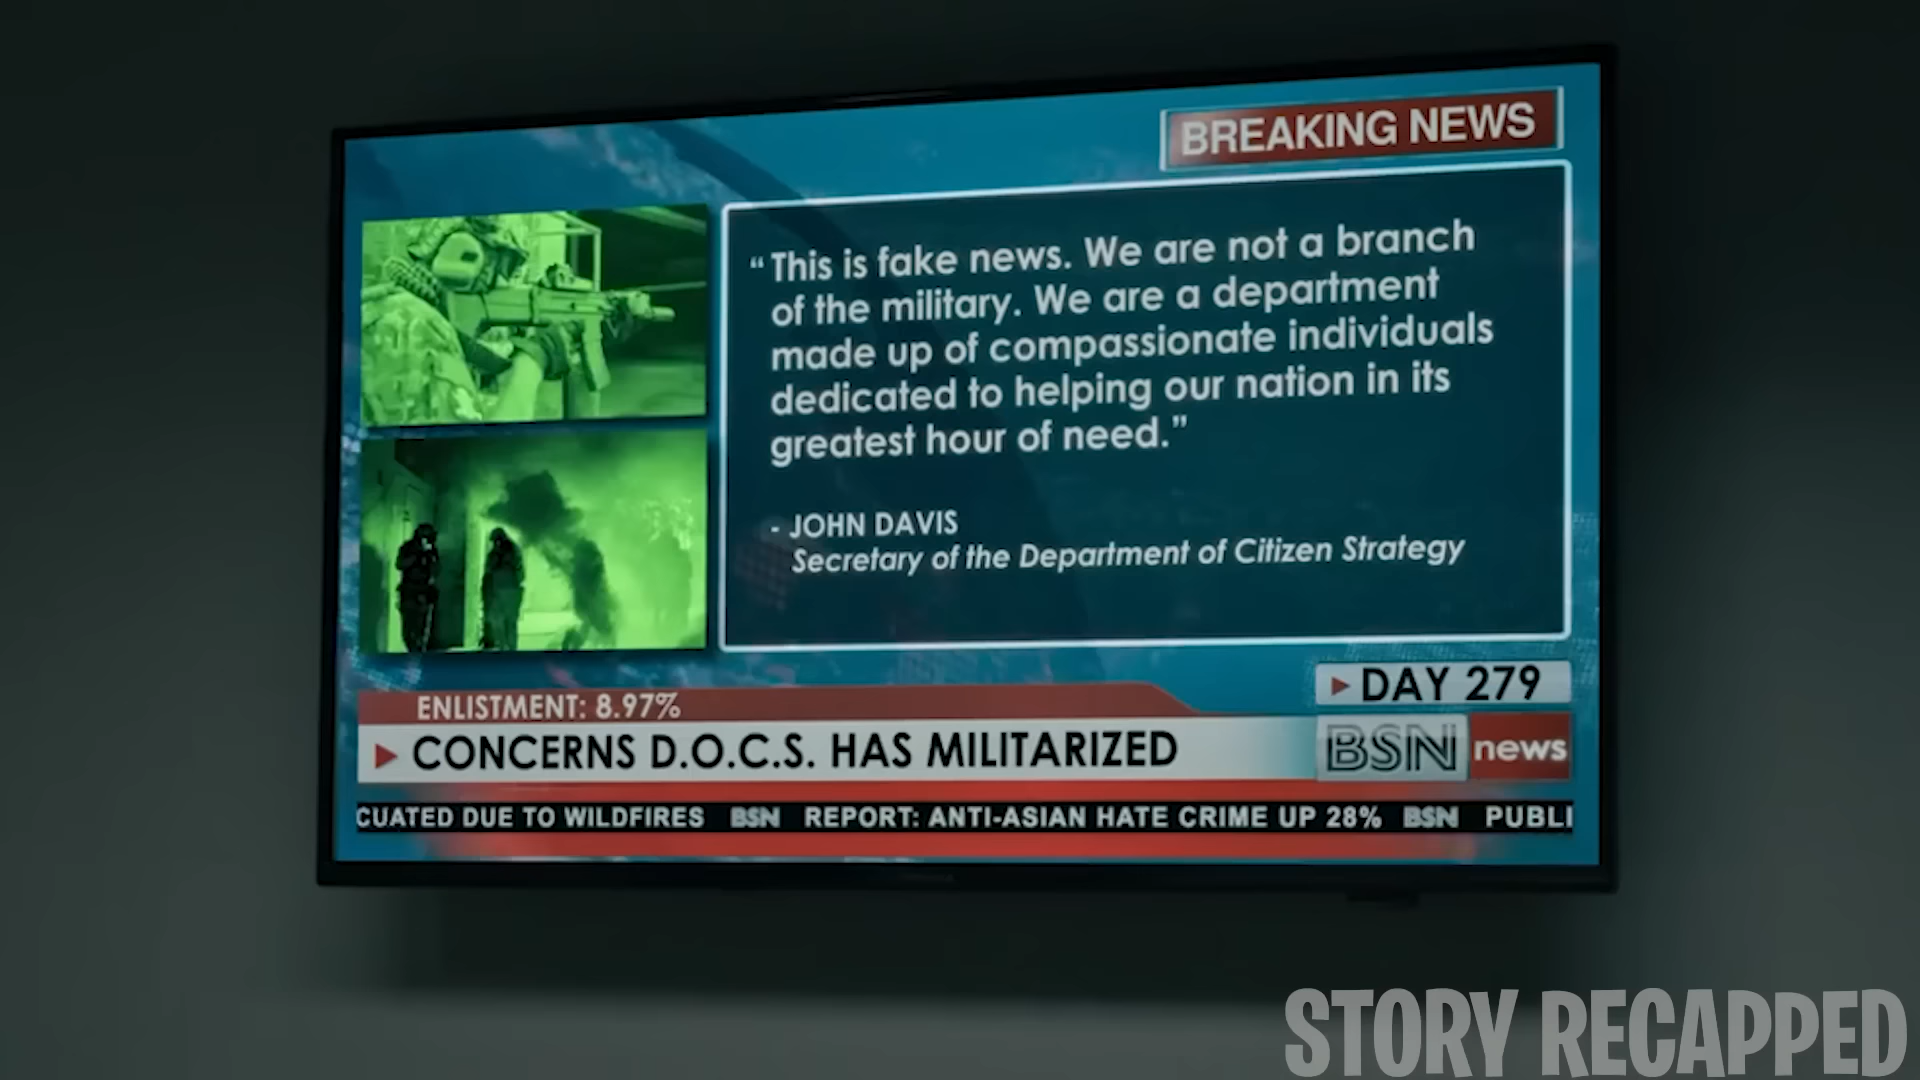 BREAKING NEWS
“This is fake news. We are not a branch
of the military. We are a department
made up of compassionate individuals
dedicated to helping our nation in its
greatest hour of need.”
- JOHN DAVIS
Secretary of the Department of Citizen Strategy
DAY 279
ENLISTMENT: 8.97%
CONCERNS D.O.C.S. HAS MILITARIZED
BSN news
CUATED DUE TO WILDFIRES BSN REPORT: ANTI-ASIAN HATE CRIME UP 28% BSN PUBLI
STORY RECAPPED